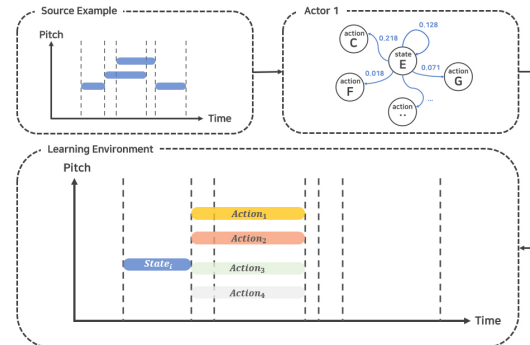 Source Example
Pitch
Time
Actor 1
action
C
0.218
0.128
state
E
action
F
0.018
0.071
action
G
...
action
..
Learning Environment
Pitch
Action1
Action2
Statei
Action3
Action4
Time